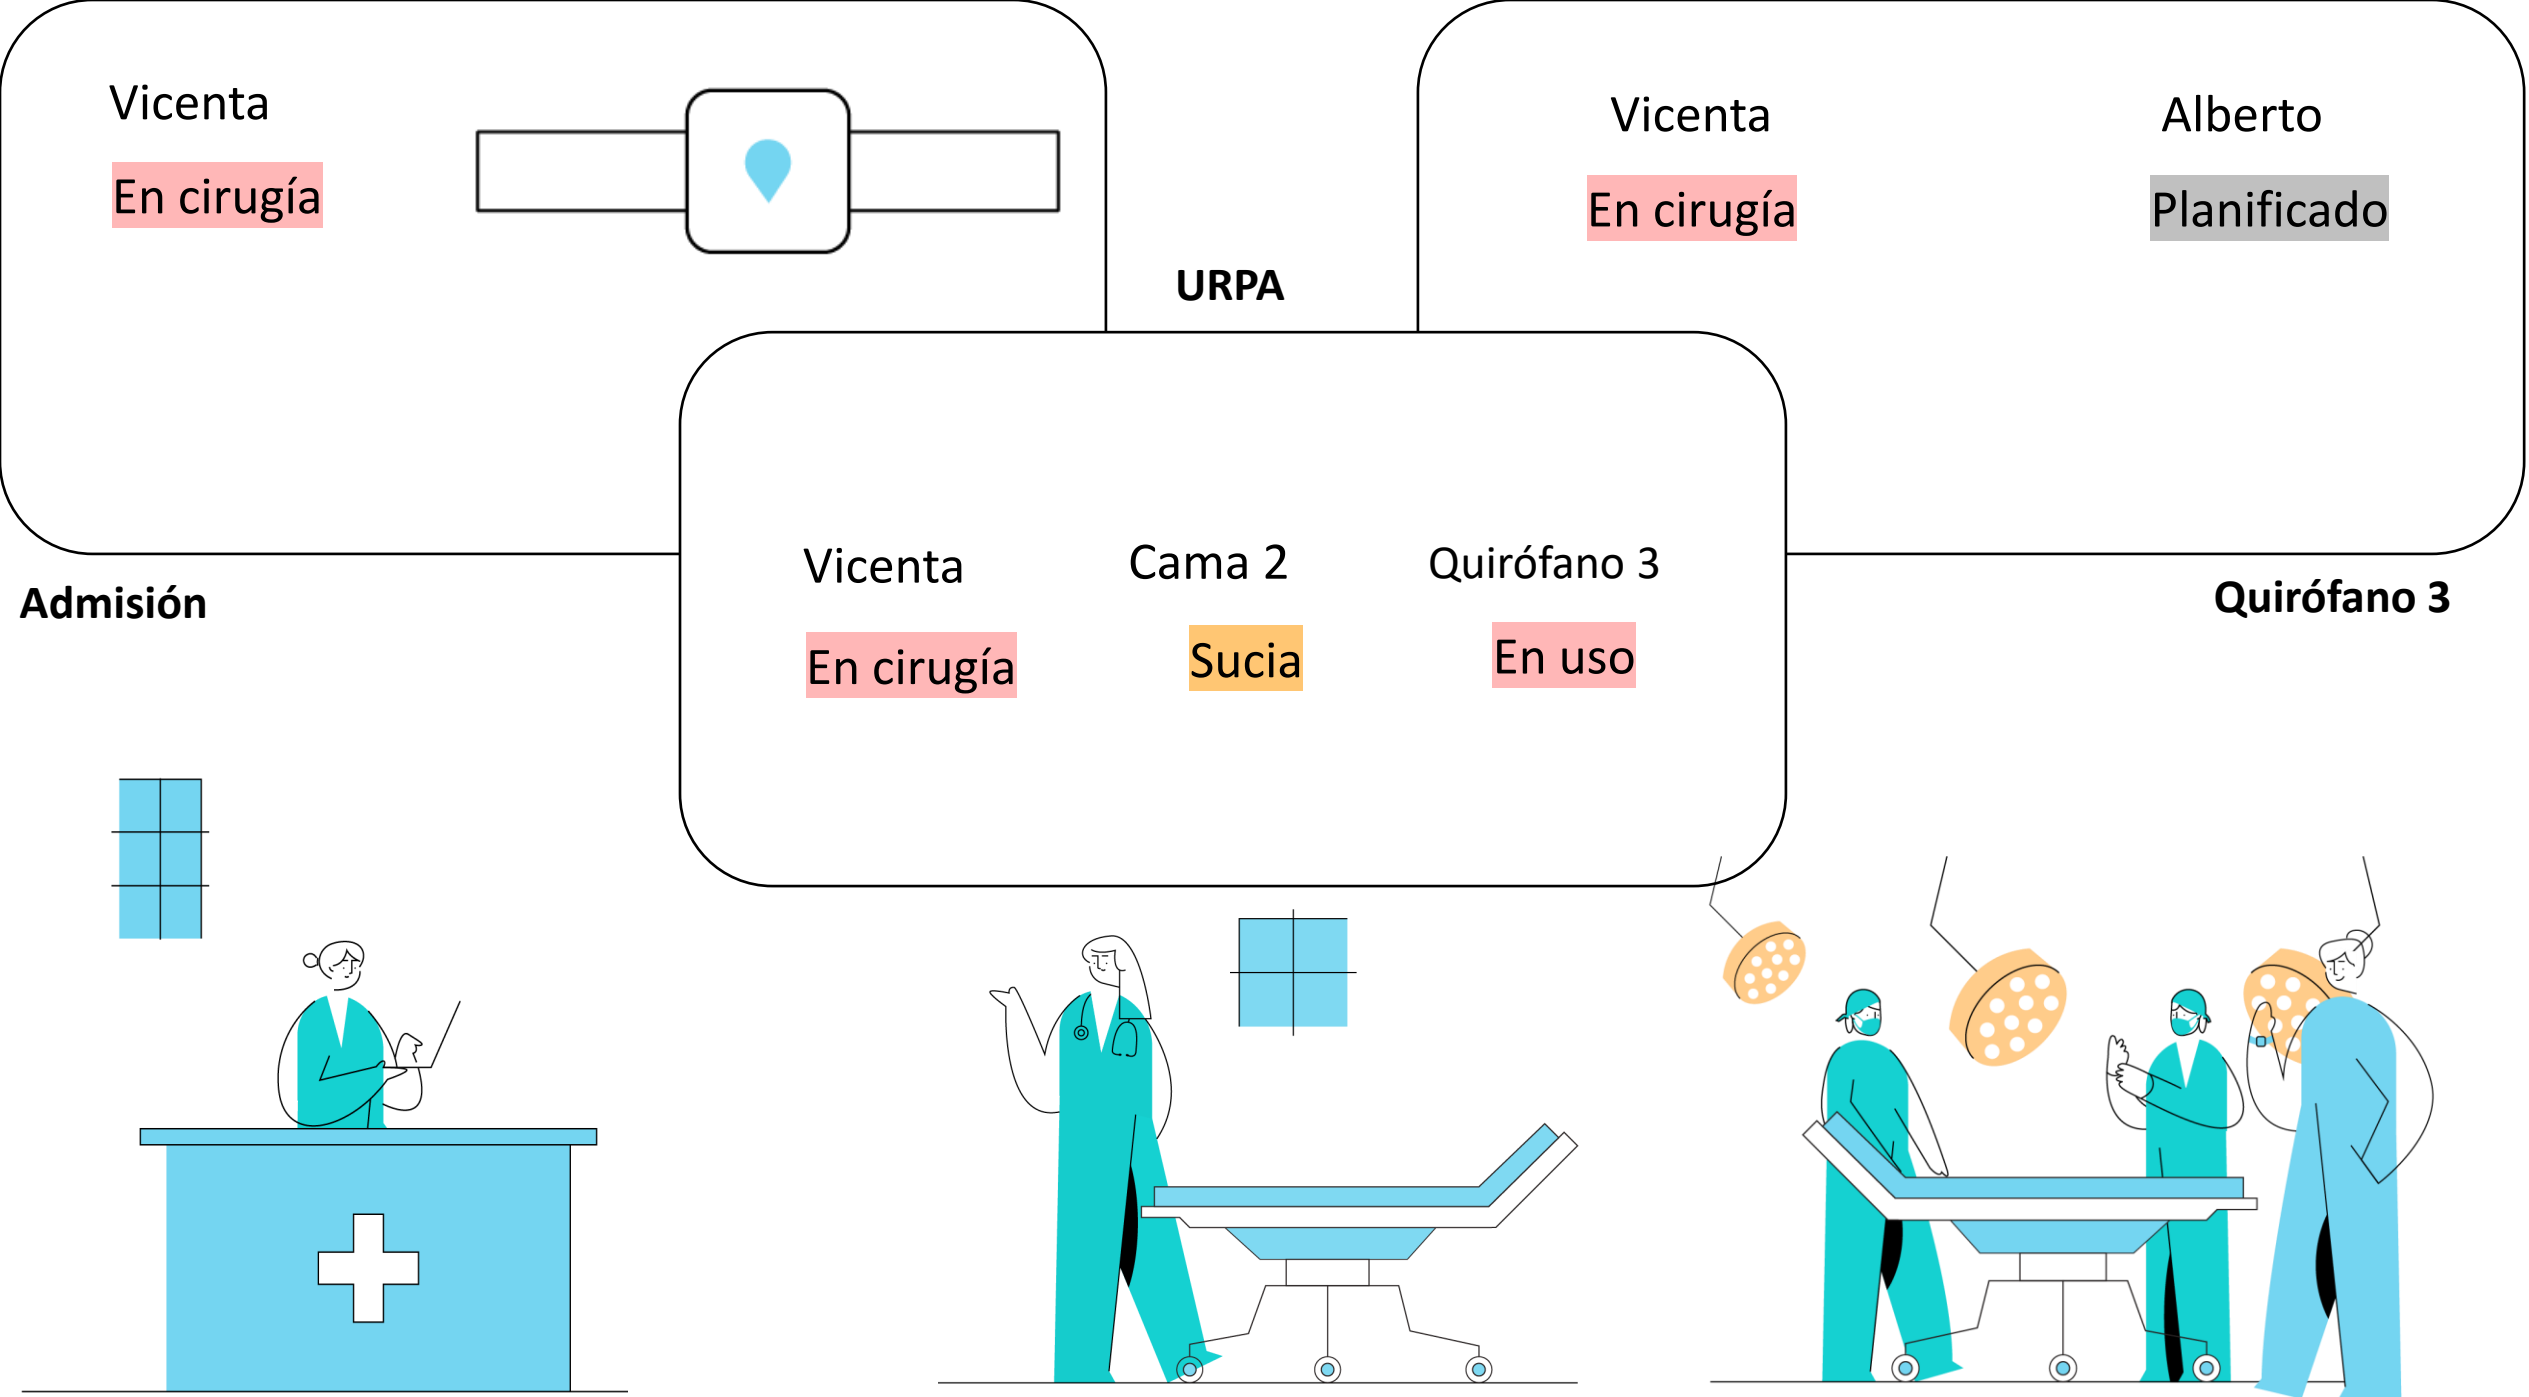 Vicenta
En cirugía
Vicenta
Alberto
En cirugía
Planificado
URPA
Vicenta
Cama 2
Quirófano 3
En cirugía
Sucia
En uso
Admisión
Quirófano 3